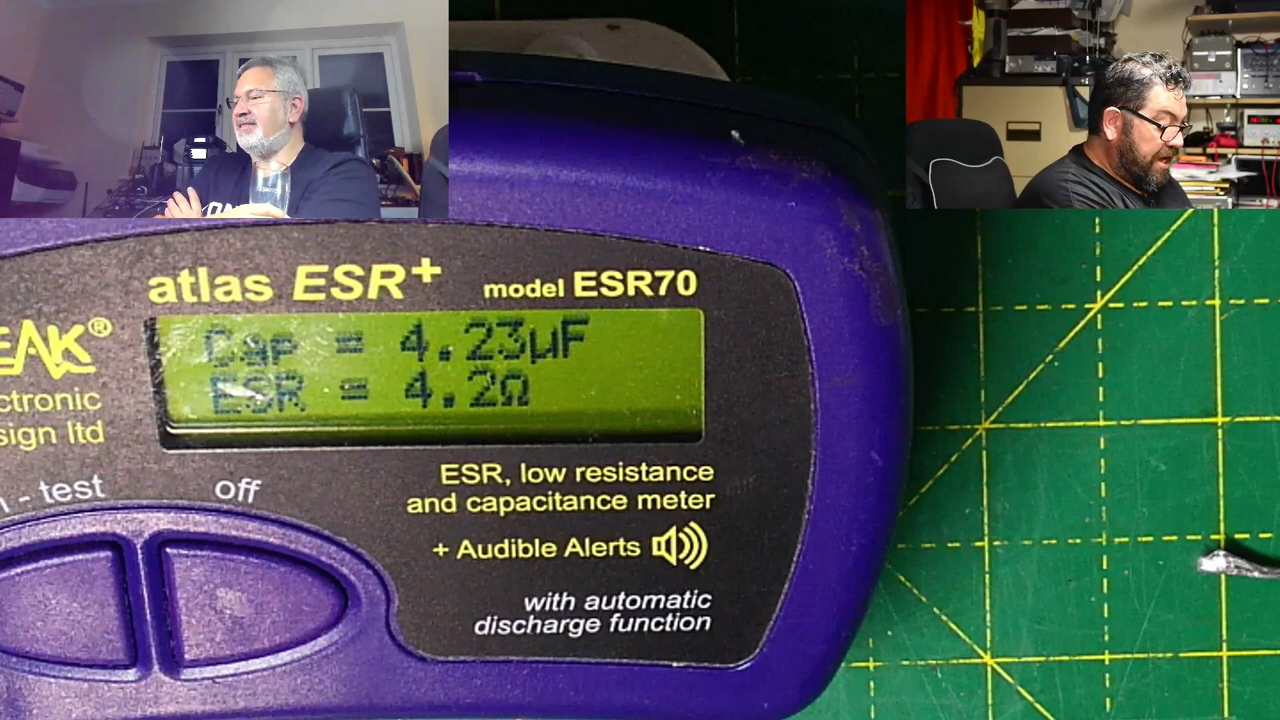 atlas ESR+ model ESR70
Cap = 4.23µF
ESR = 4.2Ω
EAK®
ctronic
sign ltd
- test off
ESR, low resistance
and capacitance meter
+ Audible Alerts
with automatic
discharge function